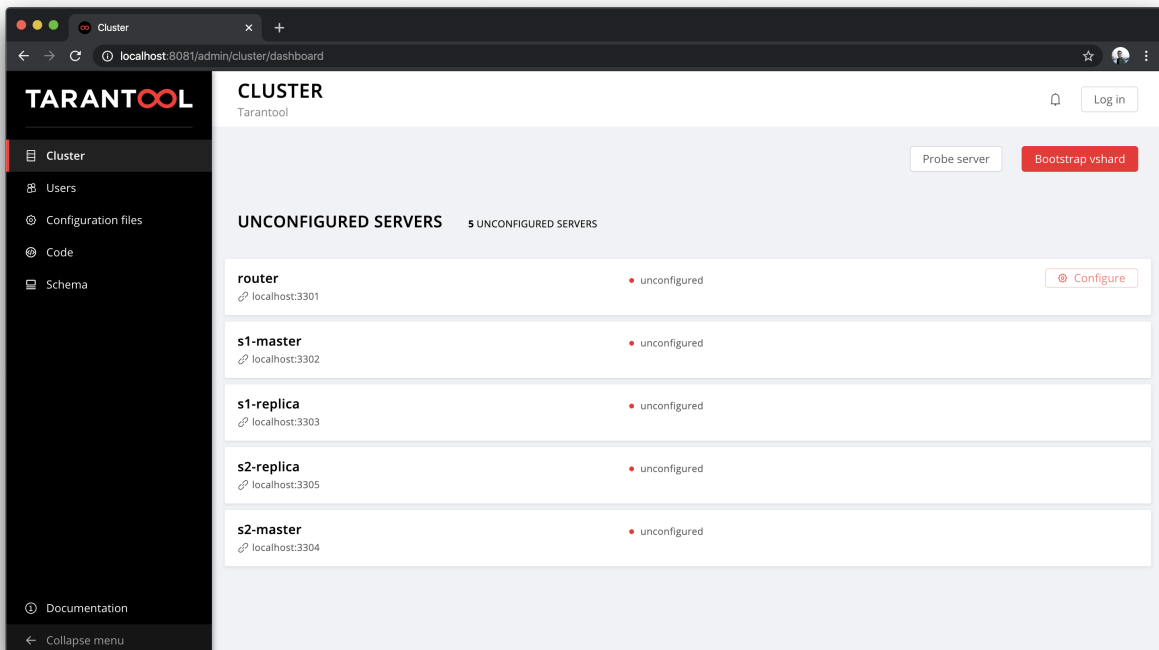 Cluster
localhost:8081/admin/cluster/dashboard
TARANTOOL
CLUSTER
Tarantool
Log in
Cluster
Users
Configuration files
Code
Schema
Probe server
Bootstrap vshard
UNCONFIGURED SERVERS 5 UNCONFIGURED SERVERS
router
localhost:3301
unconfigured
Configure
s1-master
localhost:3302
unconfigured
s1-replica
localhost:3303
unconfigured
s2-replica
localhost:3305
unconfigured
s2-master
localhost:3304
unconfigured
Documentation
Collapse menu